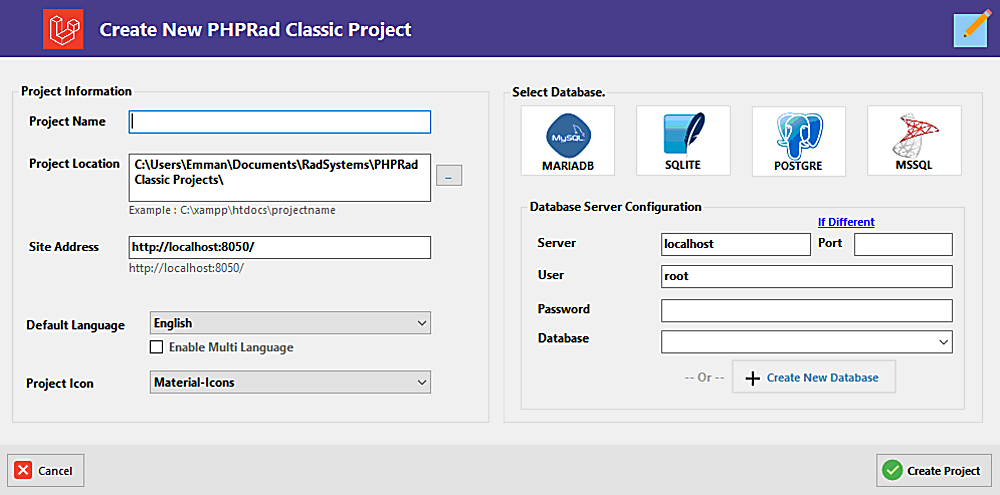 Create New PHPRad Classic Project
Project Information
Project Name
Project Location
C:\Users\Emman\Documents\RadSystems\PHPRad
Classic Projects\
...
Example : C:\xampp\htdocs\projectname
Site Address
http://localhost:8050/
http://localhost:8050/
Default Language
English
Enable Multi Language
Project Icon
Material-Icons
Select Database.
MySQL
MARIADB
SQLITE
POSTGRE
MSSQL
Database Server Configuration
If Different
Server
localhost
Port
User
root
Password
Database
-- Or --
Create New Database
Cancel
Create Project